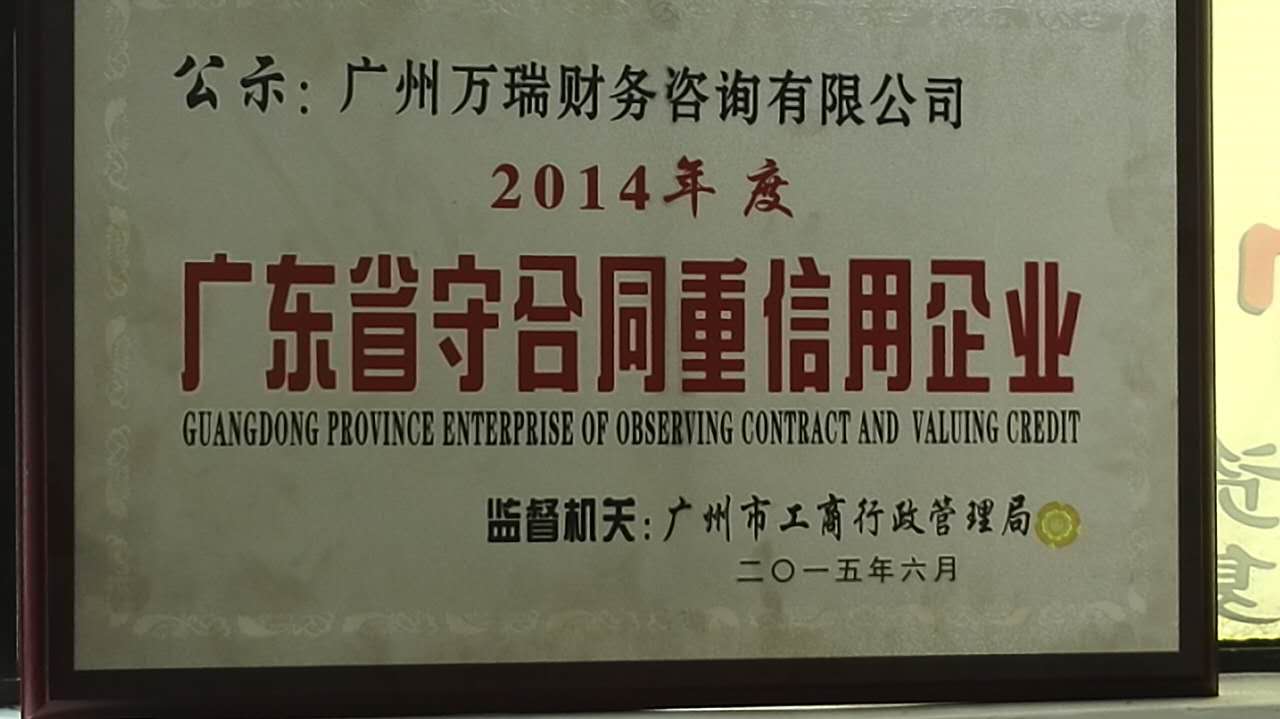 公示:广州万瑞财务咨询有限公司
2014年度
广东省守合同重信用企业
GUANGDONG PROVINCE ENTERPRISE OF OBSERVING CONTRACT AND VALUING CREDIT
监督机关:广州市工商行政管理局
二〇一五年六月